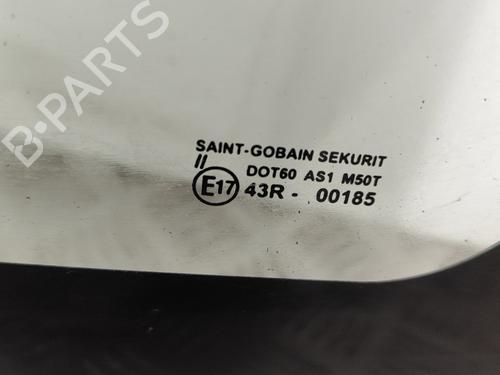 B-PARTS
SAINT-GOBAIN SEKURIT
II
DOT60 AS1 M50T
E17 43R - 00185